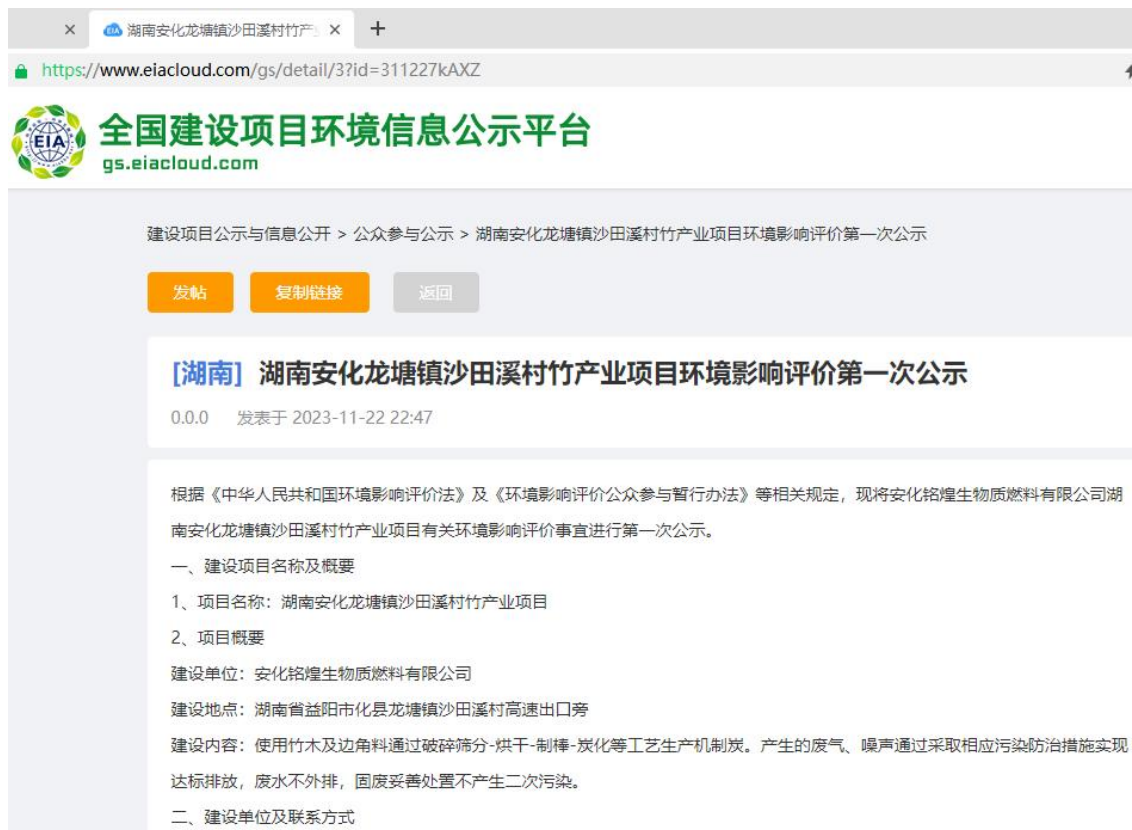 湖南安化龙塘镇沙田溪村竹产
https://www.eiacloud.com/gs/detail/3?id=311227kAXZ
EIA
全国建设项目环境信息公示平台
gs.eiacloud.com
建设项目公示与信息公开 > 公众参与公示 > 湖南安化龙塘镇沙田溪村竹产业项目环境影响评价第一次公示
发帖 复制链接 返回
[湖南] 湖南安化龙塘镇沙田溪村竹产业项目环境影响评价第一次公示
0.0.0 发表于 2023-11-22 22:47
根据《中华人民共和国环境影响评价法》及《环境影响评价公众参与暂行办法》等相关规定，现将安化铭煌生物质燃料有限公司湖
南安化龙塘镇沙田溪村竹产业项目有关环境影响评价事宜进行第一次公示。
一、建设项目名称及概要
1、项目名称：湖南安化龙塘镇沙田溪村竹产业项目
2、项目概要
建设单位：安化铭煌生物质燃料有限公司
建设地点：湖南省益阳市化县龙塘镇沙田溪村高速出口旁
建设内容：使用竹木及边角料通过破碎筛分-烘干-制棒-炭化等工艺生产机制炭。产生的废气、噪声通过采取相应污染防治措施实现
达标排放，废水不外排，固废妥善处置不产生二次污染。
二、建设单位及联系方式